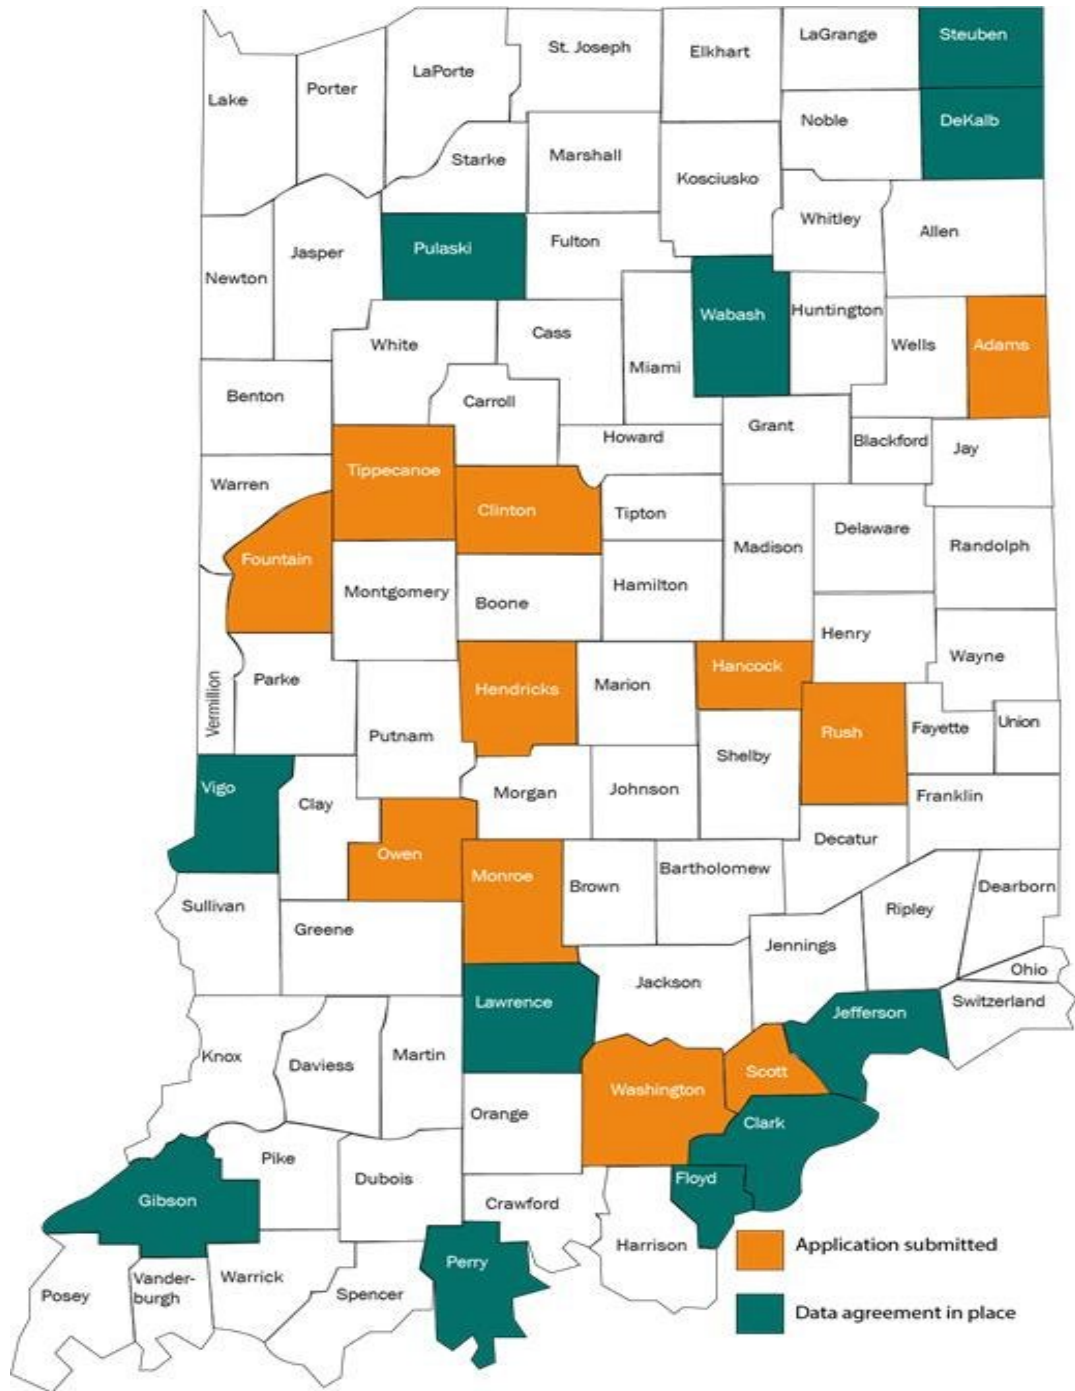 St. Joseph
Elkhart
LaGrange
Steuben
LaPorte
Porter
Lake
Noble
DeKalb
Starke
Marshall
Kosciusko
Whitley
Allen
Pulaski
Fulton
Jasper
Newton
Wabash
Huntington
White
Cass
Miami
Wells
Adams
Benton
Carroll
Howard
Grant
Blackford
Jay
Tippecanoe
Warren
Clinton
Tipton
Delaware
Madison
Randolph
Fountain
Montgomery
Boone
Hamilton
Henry
Wayne
Hancock
Parke
Hendricks
Marion
Vermillion
Putnam
Rush
Fayette
Union
Shelby
Vigo
Clay
Morgan
Johnson
Franklin
Decatur
Owen
Monroe
Brown
Bartholomew
Dearborn
Sullivan
Ripley
Greene
Jennings
Ohio
Jackson
Lawrence
Switzerland
Jefferson
Knox
Daviess
Martin
Scott
Washington
Orange
Clark
Pike
Dubois
Floyd
Gibson
Crawford
Harrison
Application submitted
Perry
Posey
Vander-
burgh
Warrick
Spencer
Data agreement in place